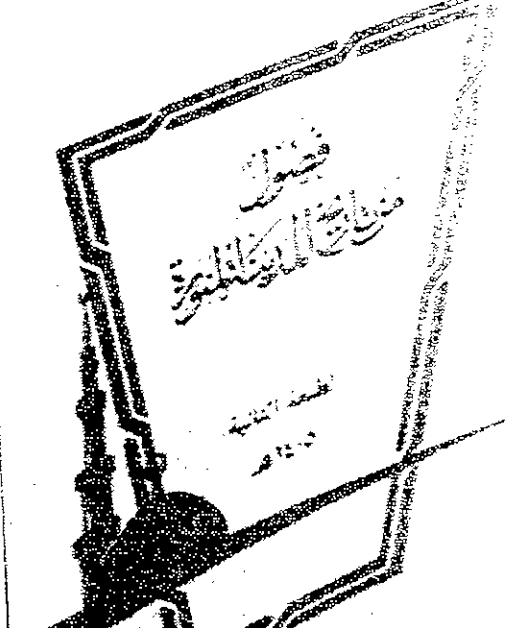 فصول
من تاريخ المدينة المنورة
الطبعة الثانية